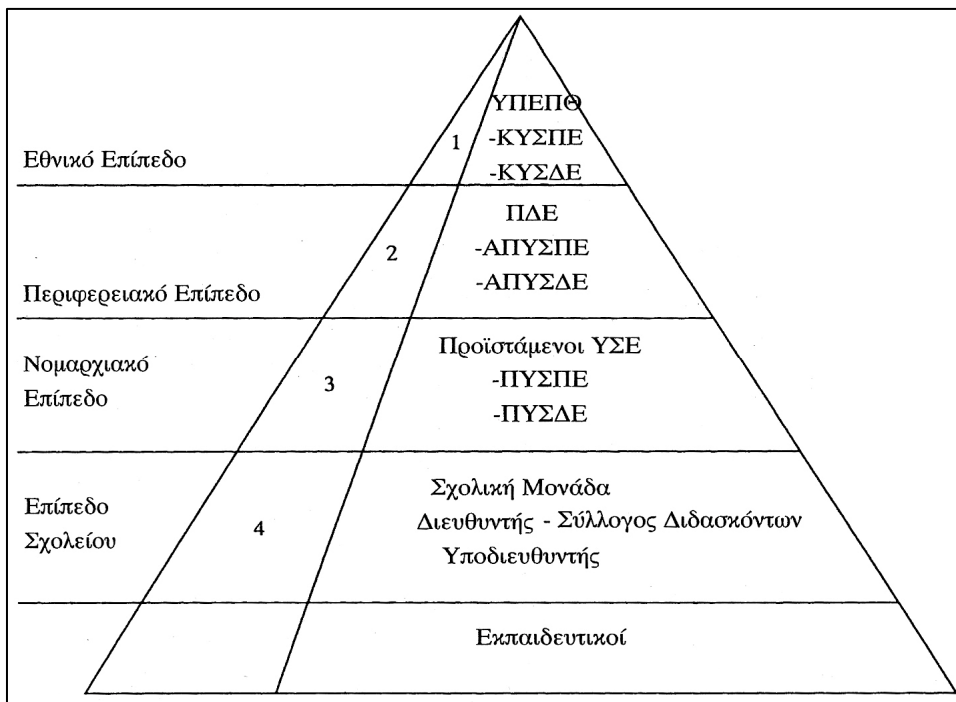 ΥΠΕΠΘ
1
-ΚΥΣΠΕ
Εθνικό Επίπεδο
-ΚΥΣΔΕ
ΠΔΕ
2
-ΑΠΥΣΠΕ
-ΑΠΥΣΔΕ
Περιφερειακό Επίπεδο
Προϊστάμενοι ΥΣΕ
Νομαρχιακό
Επίπεδο
3
-ΠΥΣΠΕ
-ΠΥΣΔΕ
Σχολική Μονάδα
Επίπεδο
Σχολείου
4
Διευθυντής - Σύλλογος Διδασκόντων
Υποδιευθυντής
Εκπαιδευτικοί